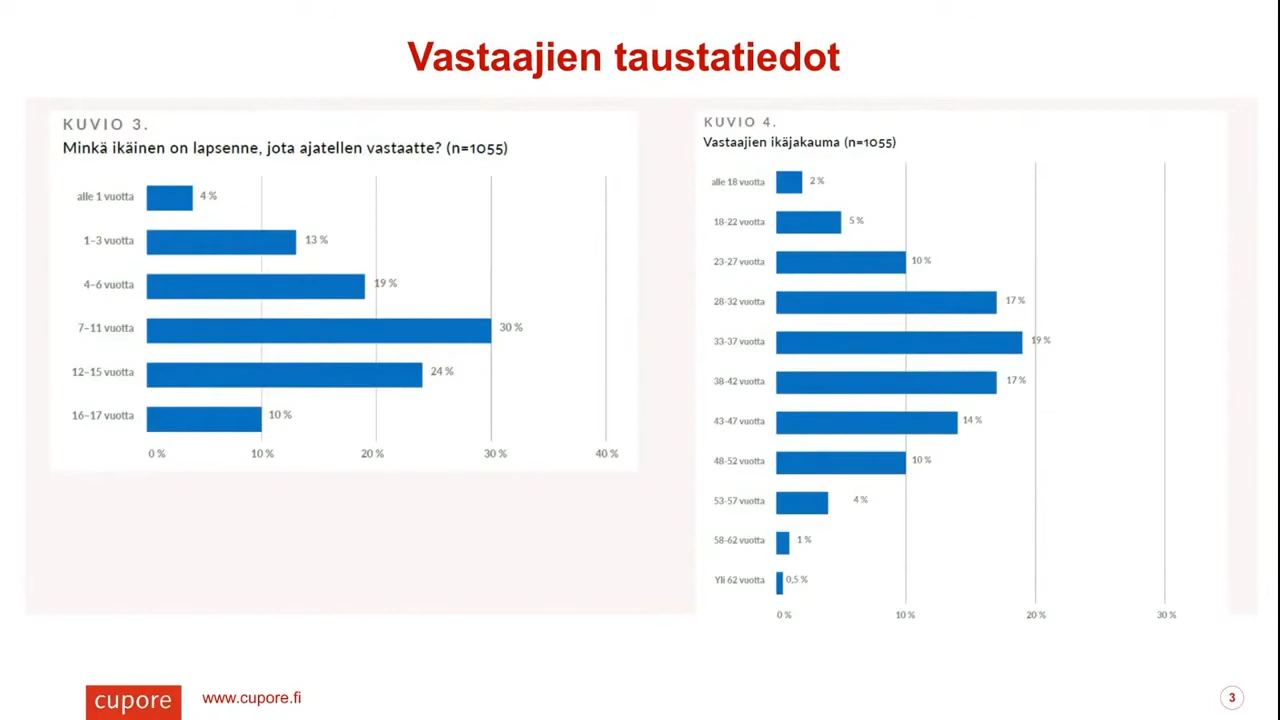 Vastaajien taustatiedot
KUVIO 3.
Minkä ikäinen on lapsenne, jota ajatellen vastaatte? (n=1055)
alle 1 vuotta 4 %
1–3 vuotta 13 %
4–6 vuotta 19 %
7–11 vuotta 30 %
12–15 vuotta 24 %
16–17 vuotta 10 %
0 % 10 % 20 % 30 % 40 %
KUVIO 4.
Vastaajien ikäjakauma (n=1055)
alle 18 vuotta 2 %
18-22 vuotta 5 %
23-27 vuotta 10 %
28-32 vuotta 17 %
33-37 vuotta 19 %
38-42 vuotta 17 %
43-47 vuotta 14 %
48-52 vuotta 10 %
53-57 vuotta 4 %
58-62 vuotta 1 %
Yli 62 vuotta 0,5 %
0 % 10 % 20 % 30 %
cupore www.cupore.fi
3